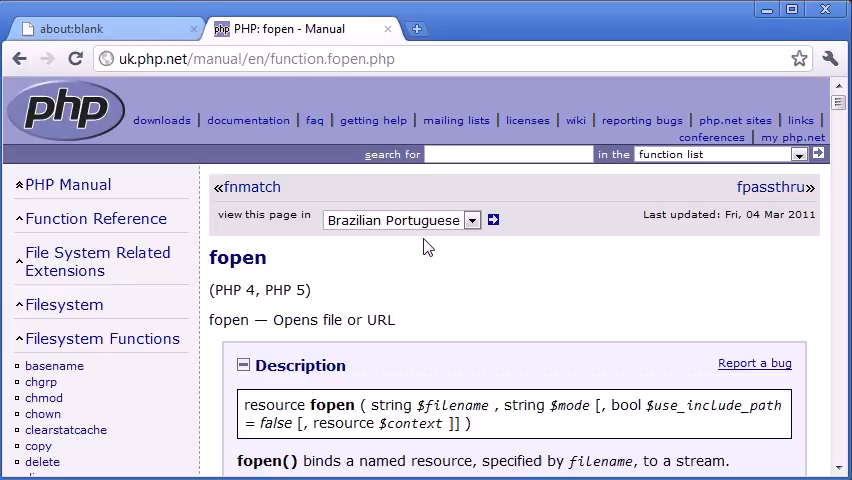 about:blank
PHP: fopen - Manual
uk.php.net/manual/en/function.fopen.php
php
downloads | documentation | faq | getting help | mailing lists | licenses | wiki | reporting bugs | php.net sites | links |
conferences | my php.net
search for in the function list
PHP Manual
Function Reference
File System Related
Extensions
Filesystem
Filesystem Functions
basename
chgrp
chmod
chown
clearstatcache
copy
delete
«fnmatch
fpassthru»
view this page in Brazilian Portuguese
Last updated: Fri, 04 Mar 2011
fopen
(PHP 4, PHP 5)
fopen — Opens file or URL
Description
Report a bug
resource fopen ( string $filename , string $mode [, bool $use_include_path
= false [, resource $context ]] )
fopen() binds a named resource, specified by filename, to a stream.